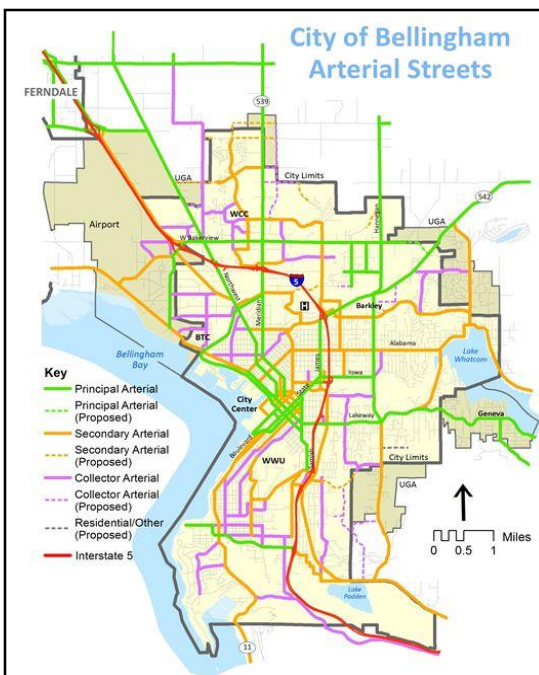 City of Bellingham
Arterial Streets
FERNDALE
539
UGA
City Limits
542
WCC
Hannegan
UGA
Airport
W Bakerview
5
Northwest
Meridian
H
Barkley
BTC
James
Alabama
Bellingham
Bay
Lake
Whatcom
Key
Principal Arterial
Principal Arterial
(Proposed)
Secondary Arterial
Secondary Arterial
(Proposed)
Collector Arterial
Collector Arterial
(Proposed)
Residential/Other
(Proposed)
Interstate 5
City
Center
State
Iowa
Lakeway
Geneva
Boulevard
WWU
Samish
City Limits
UGA
Miles
0 0.5 1
Lake
Padden
11